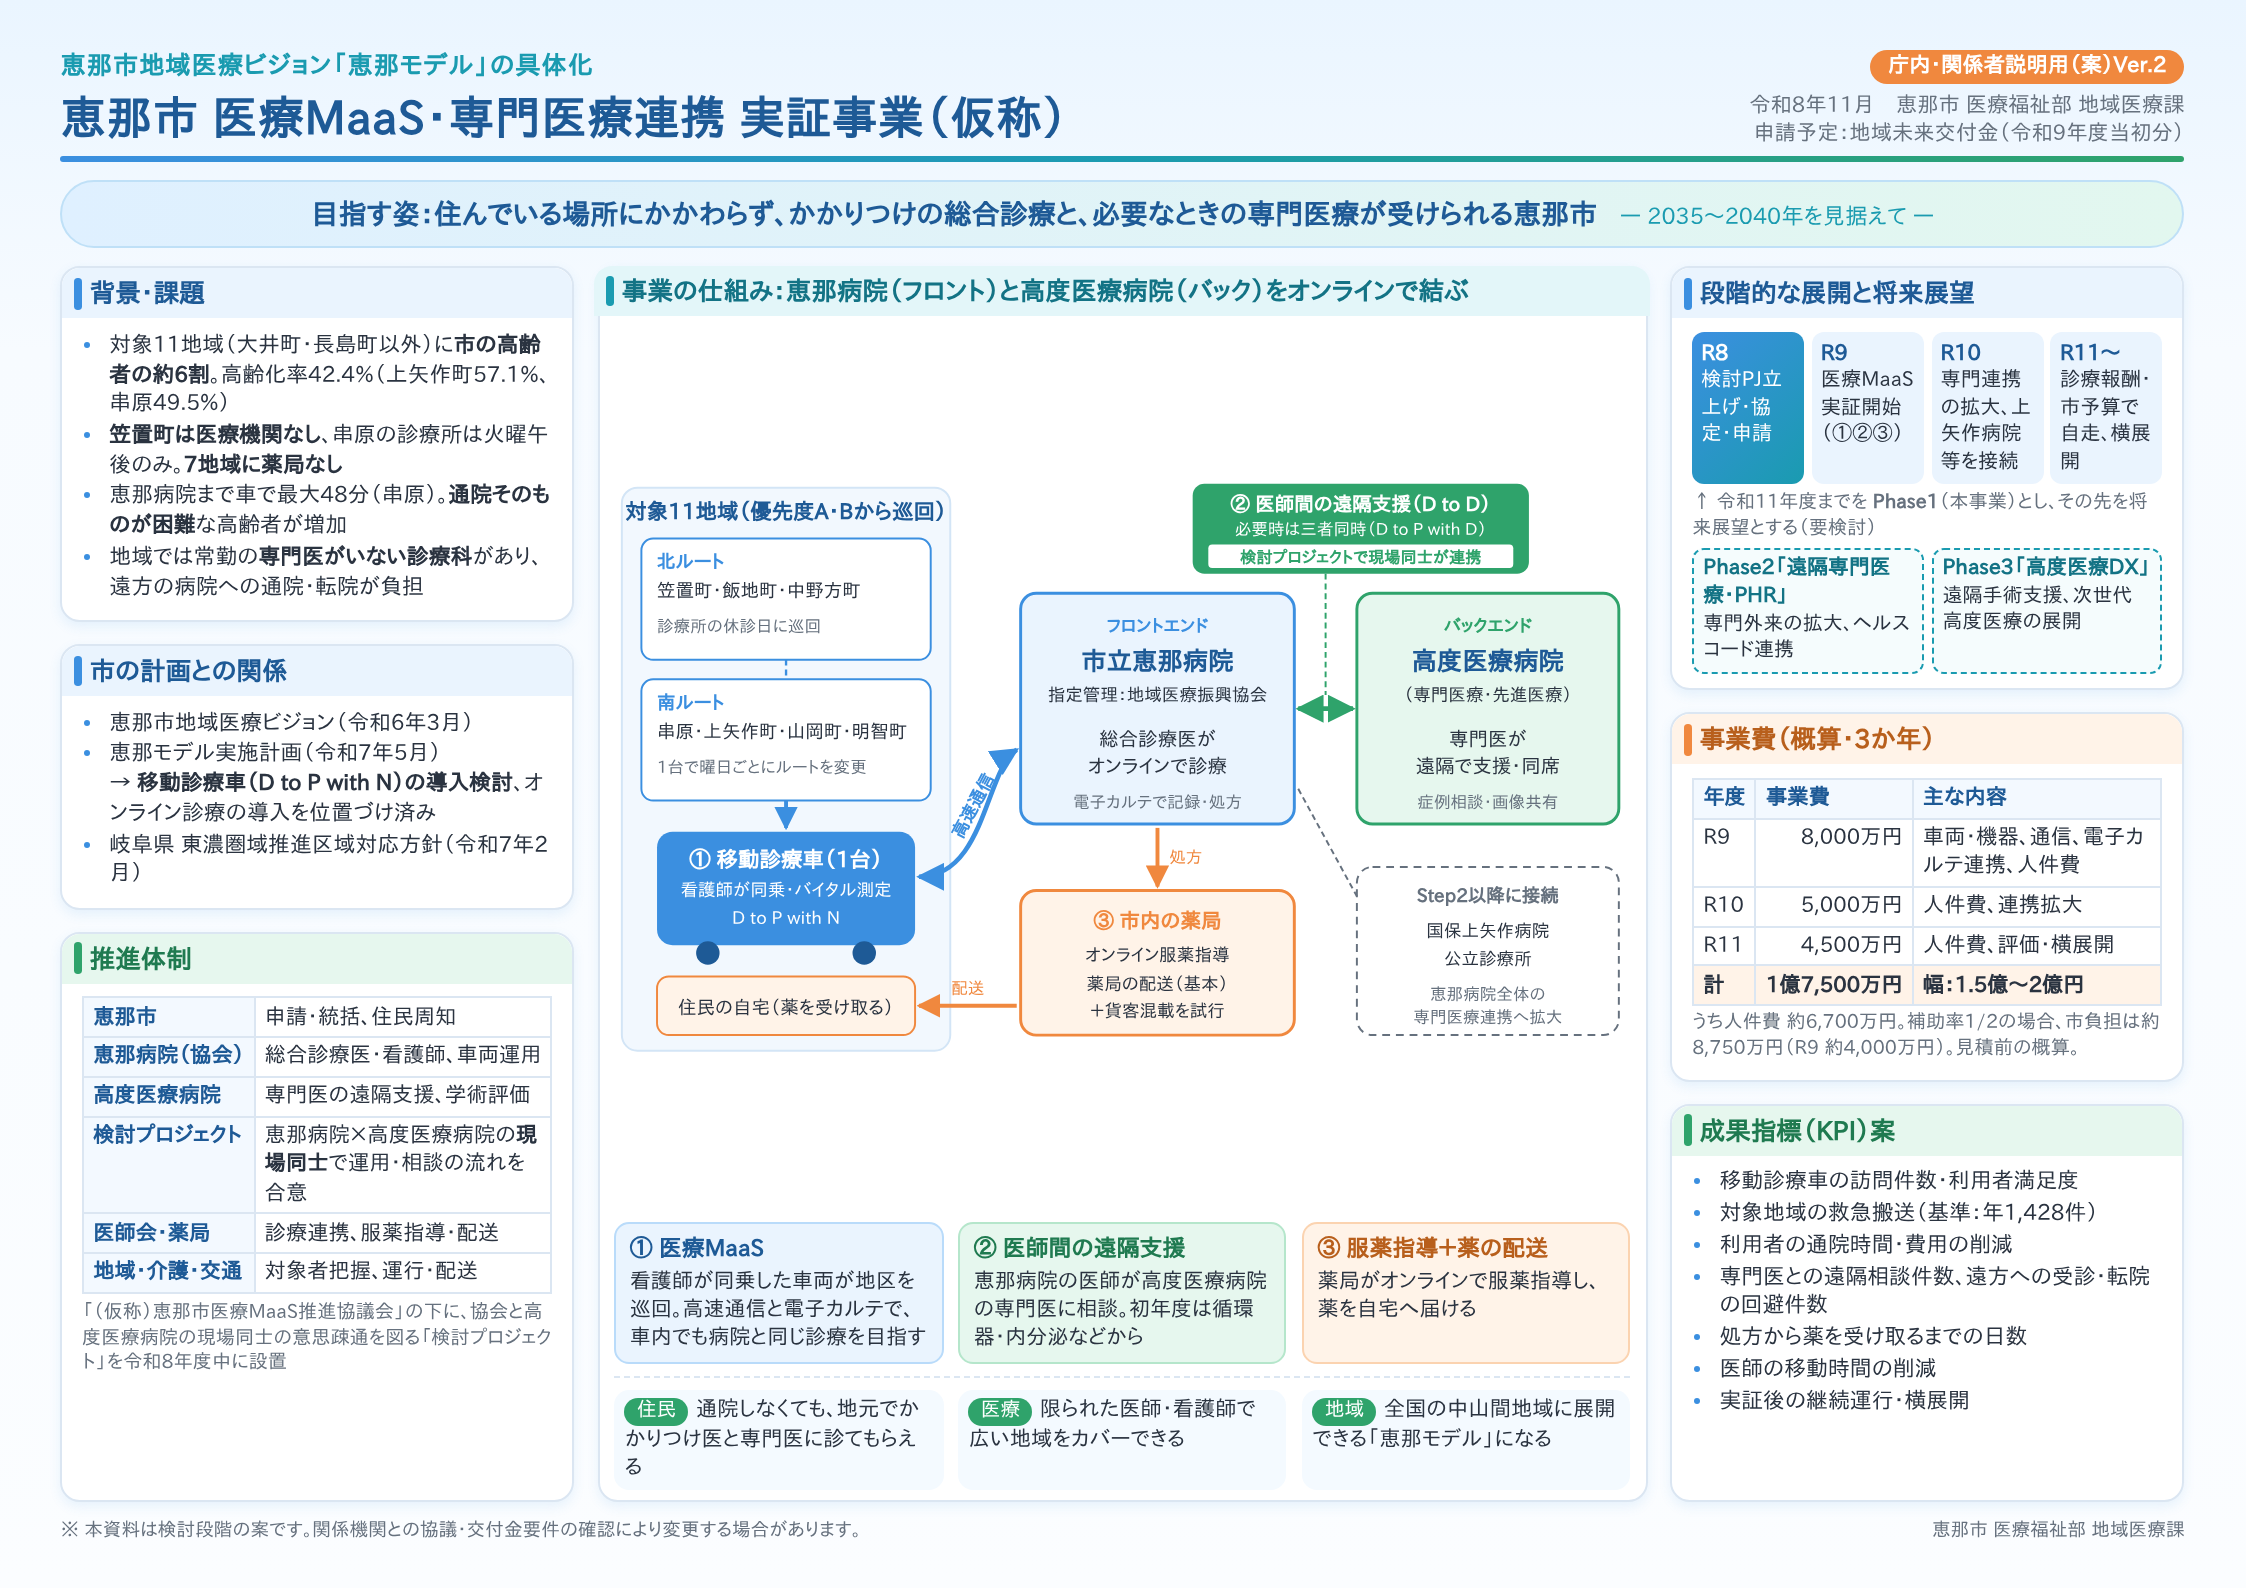 恵那市地域医療ビジョン「恵那モデル」の具体化
恵那市 医療MaaS・専門医療連携 実証事業（仮称）
庁内・関係者説明用（案）Ver.2
令和8年11月　恵那市 医療福祉部 地域医療課
申請予定：地域未来交付金（令和9年度当初分）
目指す姿：住んでいる場所にかかわらず、かかりつけの総合診療と、必要なときの専門医療が受けられる恵那市　― 2035～2040年を見据えて ―
背景・課題
• 対象11地域（大井町・長島町以外）に市の高齢
者の約6割。高齢化率42.4%（上矢作町57.1%、
串原49.5%）
• 笠置町は医療機関なし、串原の診療所は火曜午
後のみ。7地域に薬局なし
• 恵那病院まで車で最大48分（串原）。通院そのも
のが困難な高齢者が増加
• 地域では常勤の専門医がいない診療科があり、
遠方の病院への通院・転院が負担
市の計画との関係
• 恵那市地域医療ビジョン（令和6年3月）
• 恵那モデル実施計画（令和7年5月）
→ 移動診療車（D to P with N）の導入検討、オ
ンライン診療の導入を位置づけ済み
• 岐阜県 東濃圏域推進区域対応方針（令和7年2
月）
推進体制
恵那市 申請・統括、住民周知
恵那病院（協会） 総合診療医・看護師、車両運用
高度医療病院 専門医の遠隔支援、学術評価
検討プロジェクト 恵那病院×高度医療病院の現
場同士で運用・相談の流れを
合意
医師会・薬局 診療連携、服薬指導・配送
地域・介護・交通 対象者把握、運行・配送
「（仮称）恵那市医療MaaS推進協議会」の下に、協会と高
度医療病院の現場同士の意思疎通を図る「検討プロジェク
ト」を令和8年度中に設置
事業の仕組み：恵那病院（フロント）と高度医療病院（バック）をオンラインで結ぶ
対象11地域（優先度A・Bから巡回）
北ルート
笠置町・飯地町・中野方町
診療所の休診日に巡回
南ルート
串原・上矢作町・山岡町・明智町
1台で曜日ごとにルートを変更
① 移動診療車（1台）
看護師が同乗・バイタル測定
D to P with N
住民の自宅（薬を受け取る）
高速通信
配送
② 医師間の遠隔支援（D to D）
必要時は三者同時（D to P with D）
検討プロジェクトで現場同士が連携
フロントエンド
市立恵那病院
指定管理：地域医療振興協会
総合診療医が
オンラインで診療
電子カルテで記録・処方
バックエンド
高度医療病院
（専門医療・先進医療）
専門医が
遠隔で支援・同席
症例相談・画像共有
処方
③ 市内の薬局
オンライン服薬指導
薬局の配送（基本）
＋貨客混載を試行
Step2以降に接続
国保上矢作病院
公立診療所
恵那病院全体の
専門医療連携へ拡大
① 医療MaaS
看護師が同乗した車両が地区を
巡回。高速通信と電子カルテで、
車内でも病院と同じ診療を目指す
② 医師間の遠隔支援
恵那病院の医師が高度医療病院
の専門医に相談。初年度は循環
器・内分泌などから
③ 服薬指導＋薬の配送
薬局がオンラインで服薬指導し、
薬を自宅へ届ける
住民 通院しなくても、地元でか
かりつけ医と専門医に診てもらえ
る
医療 限られた医師・看護師で
広い地域をカバーできる
地域 全国の中山間地域に展開
できる「恵那モデル」になる
段階的な展開と将来展望
R8
検討PJ立
上げ・協
定・申請
R9
医療MaaS
実証開始
（①②③）
R10
専門連携
の拡大、上
矢作病院
等を接続
R11～
診療報酬・
市予算で
自走、横展
開
↑ 令和11年度までを Phase1（本事業）とし、その先を将
来展望とする（要検討）
Phase2「遠隔専門医
療・PHR」
専門外来の拡大、ヘルス
コード連携
Phase3「高度医療DX」
遠隔手術支援、次世代
高度医療の展開
事業費（概算・3か年）
年度 事業費 主な内容
R9 8,000万円 車両・機器、通信、電子カ
ルテ連携、人件費
R10 5,000万円 人件費、連携拡大
R11 4,500万円 人件費、評価・横展開
計 1億7,500万円 幅：1.5億～2億円
うち人件費 約6,700万円。補助率1/2の場合、市負担は約
8,750万円（R9 約4,000万円）。見積前の概算。
成果指標（KPI）案
• 移動診療車の訪問件数・利用者満足度
• 対象地域の救急搬送（基準：年1,428件）
• 利用者の通院時間・費用の削減
• 専門医との遠隔相談件数、遠方への受診・転院
の回避件数
• 処方から薬を受け取るまでの日数
• 医師の移動時間の削減
• 実証後の継続運行・横展開
※ 本資料は検討段階の案です。関係機関との協議・交付金要件の確認により変更する場合があります。
恵那市 医療福祉部 地域医療課